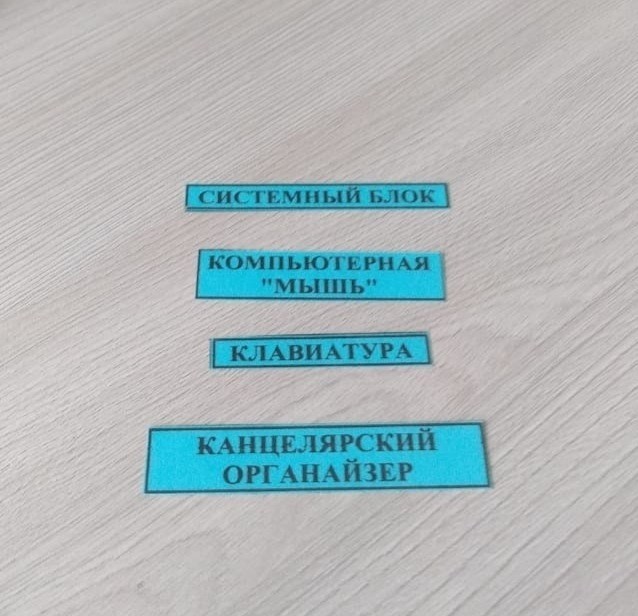 СИСТЕМНЫЙ БЛОК
КОМПЬЮТЕРНАЯ
"МЫШЬ"
КЛАВИАТУРА
КАНЦЕЛЯРСКИЙ
ОРГАНАЙЗЕР